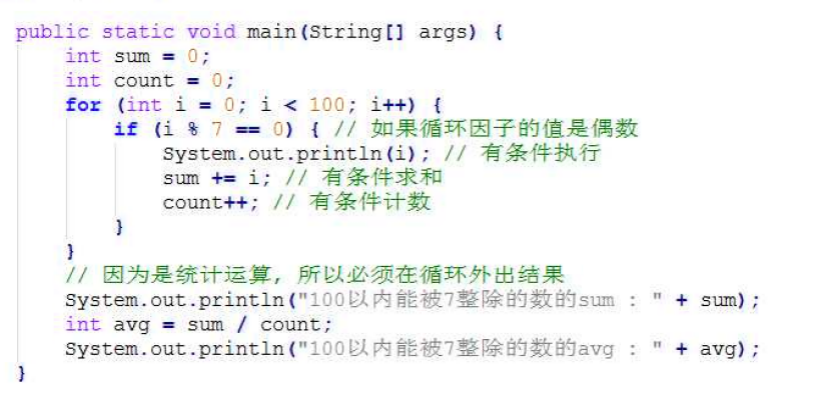 public static void main(String[] args) {
    int sum = 0;
    int count = 0;
    for (int i = 0; i < 100; i++) {
        if (i % 7 == 0) { // 如果循环因子的值是偶数
            System.out.println(i); // 有条件执行
            sum += i; // 有条件求和
            count++; // 有条件计数
        }
    }
    // 因为是统计运算，所以必须在循环外出结果
    System.out.println("100以内能被7整除的数的sum : " + sum);
    int avg = sum / count;
    System.out.println("100以内能被7整除的数的avg : " + avg);
}